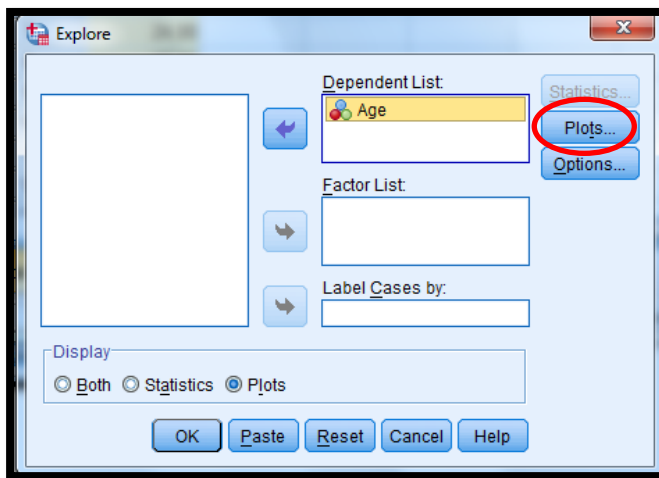 Explore
Dependent List:
Statistics...
Age
Plots...
Options...
Factor List:
Label Cases by:
Display
Both Statistics Plots
OK Paste Reset Cancel Help